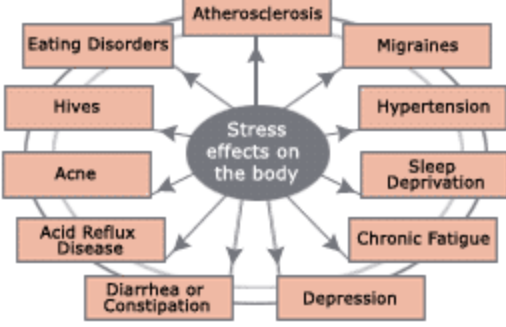 Atherosclerosis
Eating Disorders
Migraines
Hives
Hypertension
Stress
effects on
the body
Acne
Sleep
Deprivation
Acid Reflux
Disease
Chronic Fatigue
Diarrhea or
Constipation
Depression